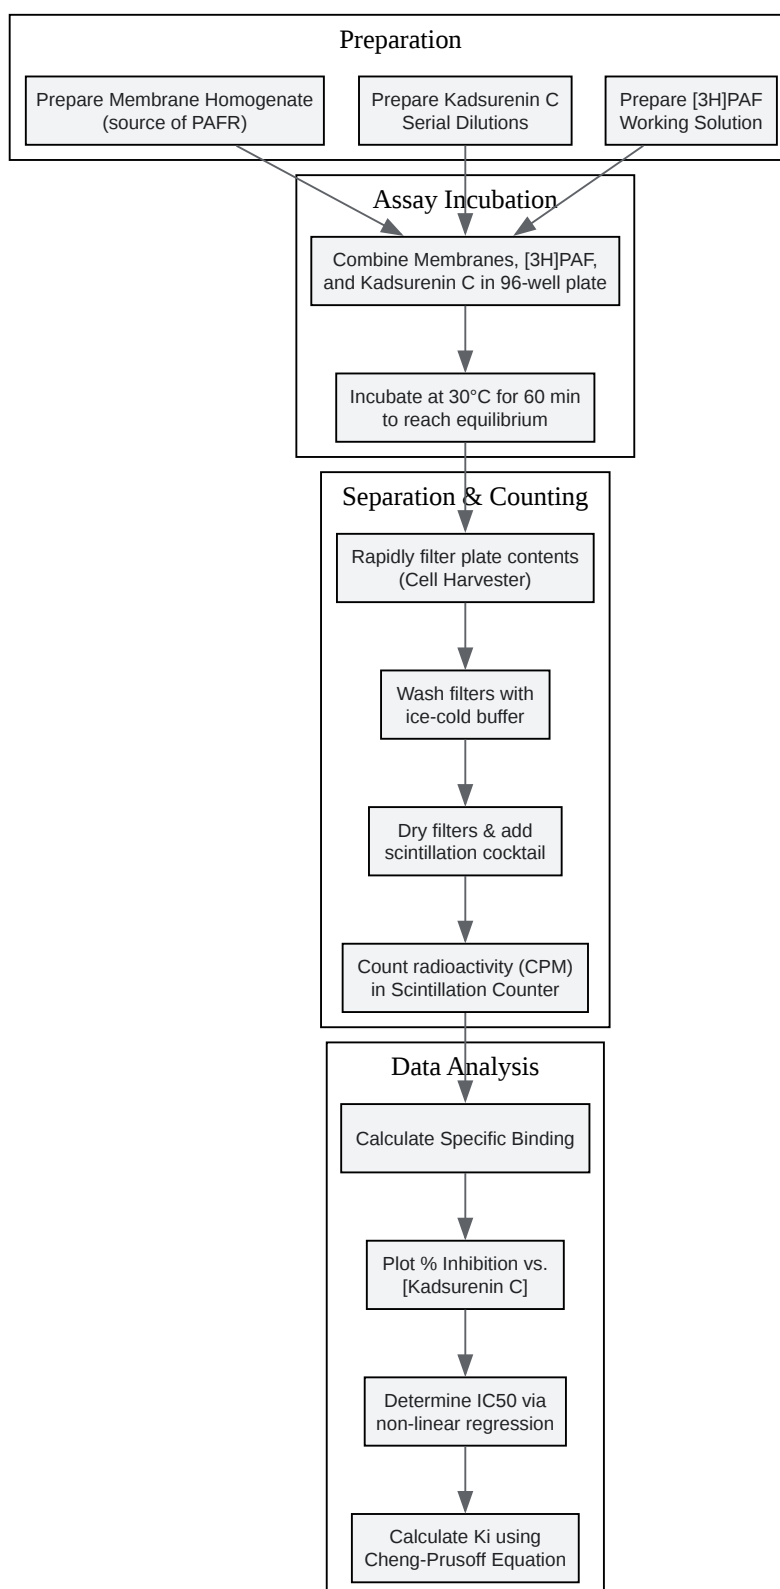 Preparation
Prepare Membrane Homogenate
(source of PAFR)
Prepare Kadsurenin C
Serial Dilutions
Prepare [3H]PAF
Working Solution
Assay Incubation
Combine Membranes, [3H]PAF,
and Kadsurenin C in 96-well plate
Incubate at 30°C for 60 min
to reach equilibrium
Separation & Counting
Rapidly filter plate contents
(Cell Harvester)
Wash filters with
ice-cold buffer
Dry filters & add
scintillation cocktail
Count radioactivity (CPM)
in Scintillation Counter
Data Analysis
Calculate Specific Binding
Plot % Inhibition vs.
[Kadsurenin C]
Determine IC50 via
non-linear regression
Calculate Ki using
Cheng-Prusoff Equation